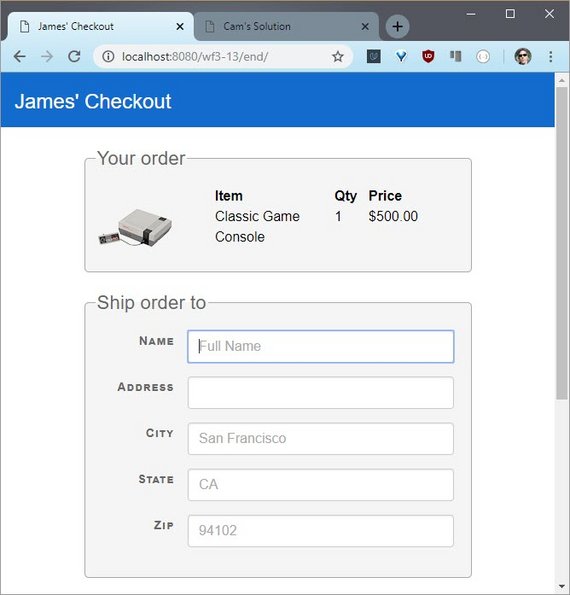 James' Checkout
Cam's Solution
localhost:8080/wf3-13/end/
James' Checkout
Your order
Item Qty Price
Classic Game 1 $500.00
Console
Ship order to
Name Full Name
Address
City San Francisco
State CA
Zip 94102